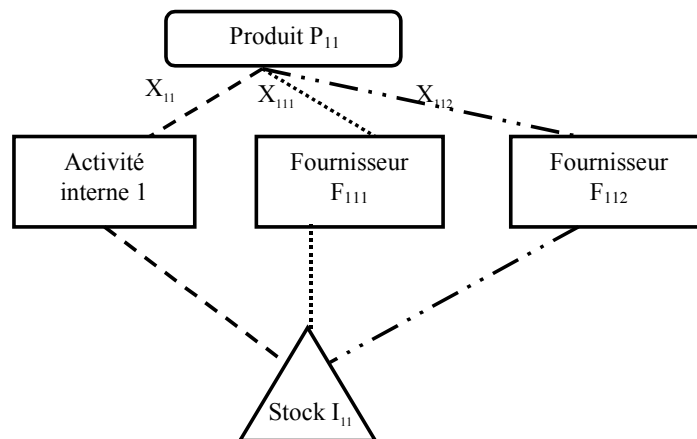 Produit P₁₁
X₁₁
X₁₁₁
X₁₁₂
Activité
interne 1
Fournisseur
F₁₁₁
Fournisseur
F₁₁₂
Stock I₁₁